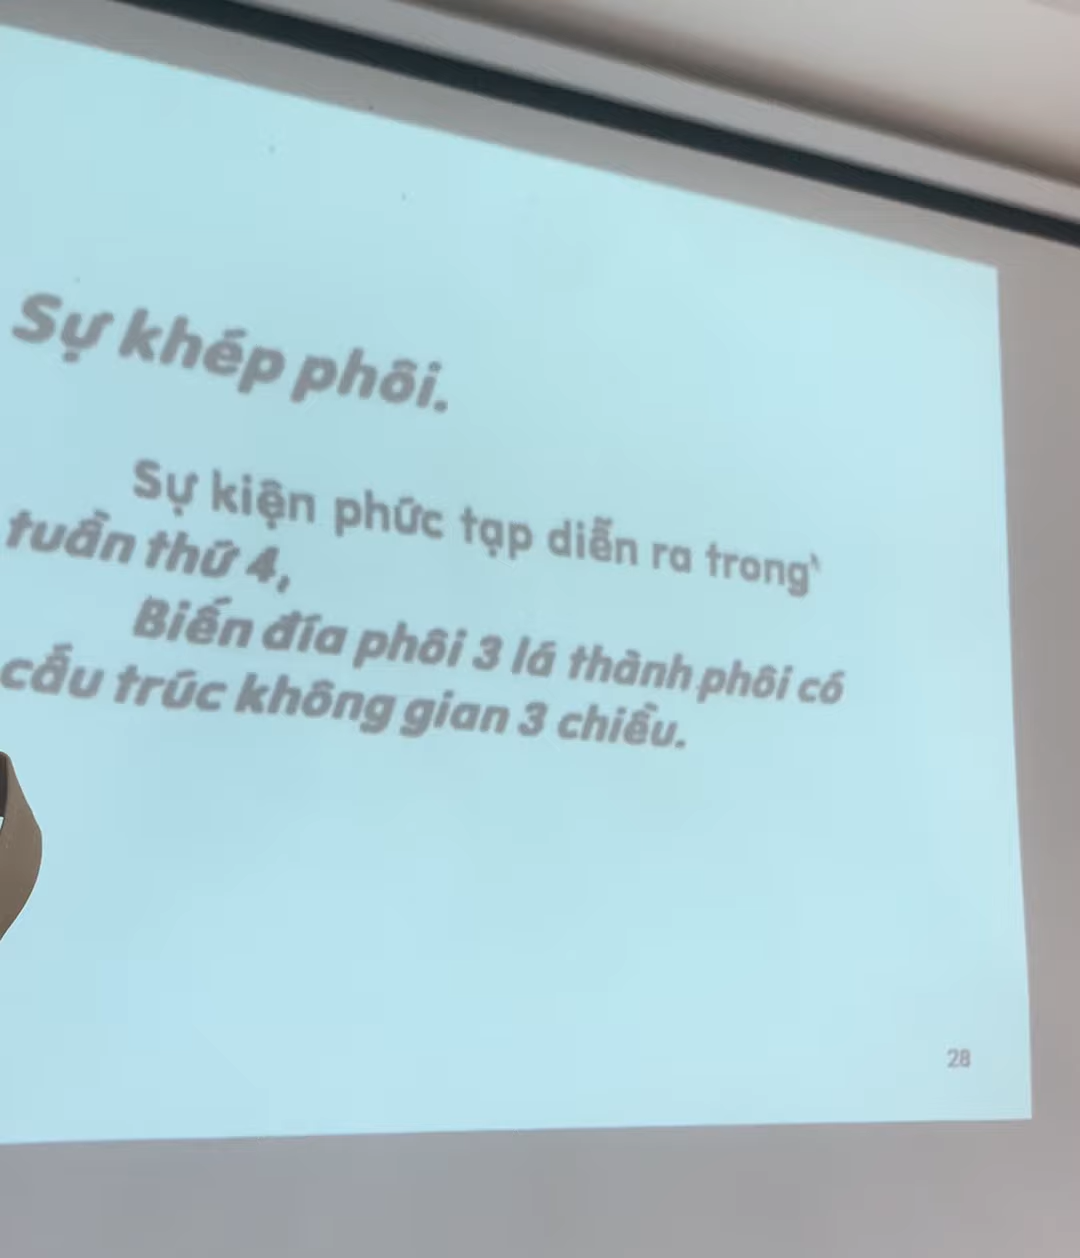 Sự khép phôi.
Sự kiện phức tạp diễn ra trong
tuần thứ 4,
Biến đía phôi 3 lá thành phôi có
cấu trúc không gian 3 chiều.
28